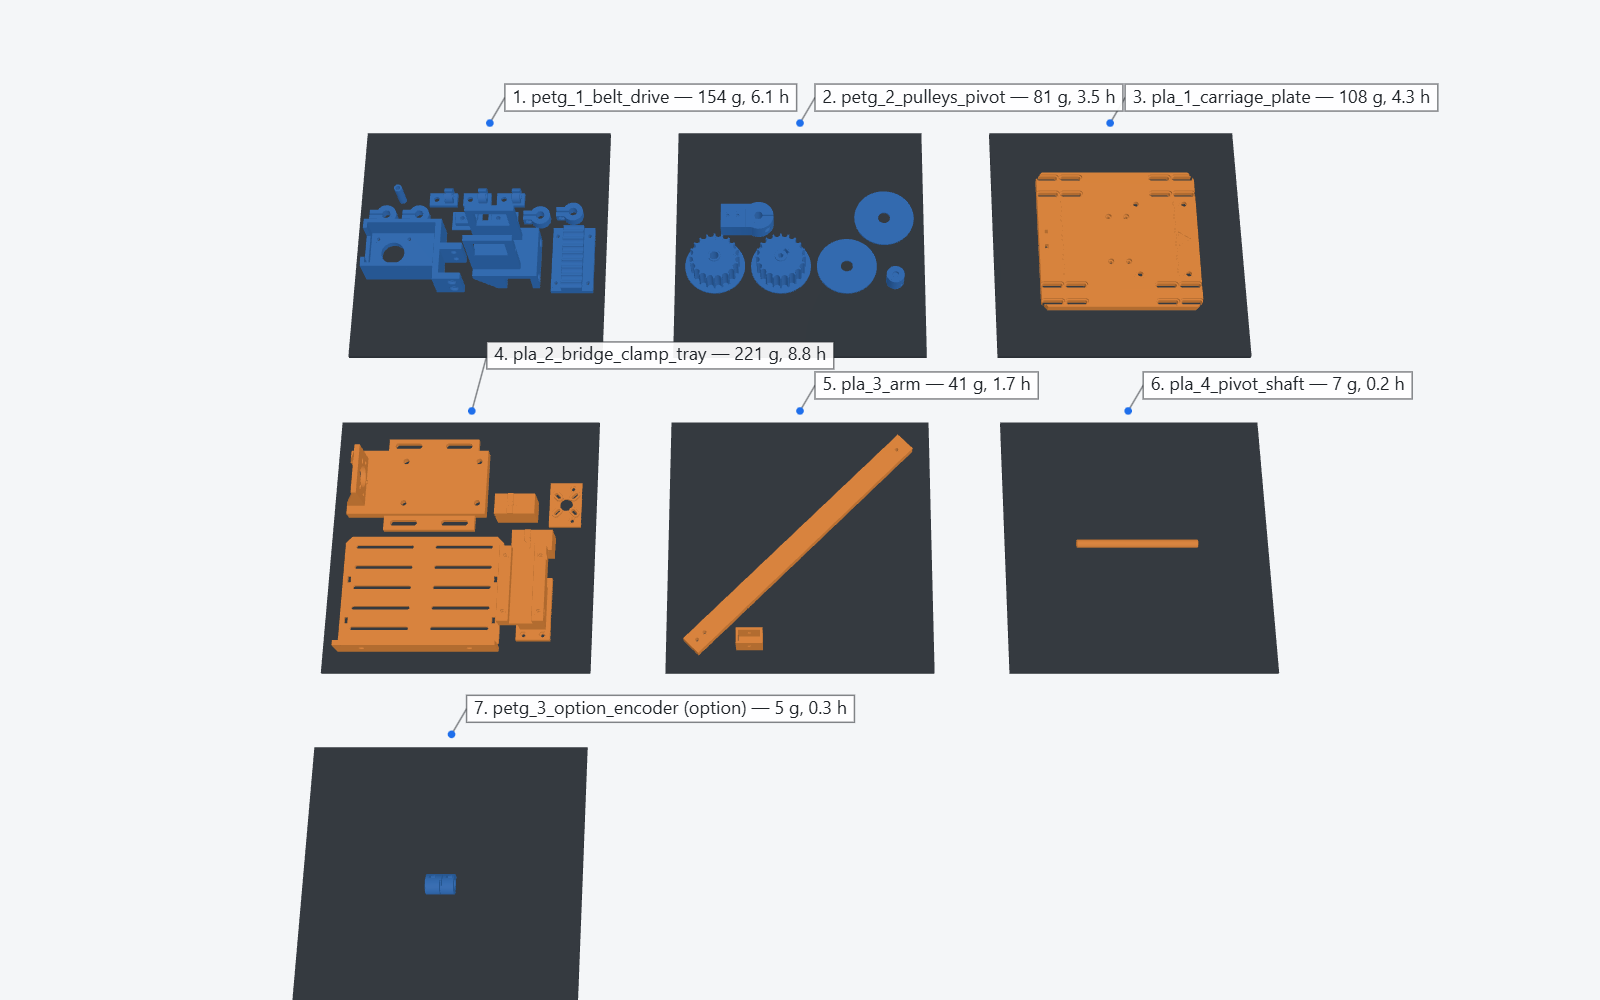 1. petg_1_belt_drive — 154 g, 6.1 h
2. petg_2_pulleys_pivot — 81 g, 3.5 h
3. pla_1_carriage_plate — 108 g, 4.3 h
4. pla_2_bridge_clamp_tray — 221 g, 8.8 h
5. pla_3_arm — 41 g, 1.7 h
6. pla_4_pivot_shaft — 7 g, 0.2 h
7. petg_3_option_encoder (option) — 5 g, 0.3 h